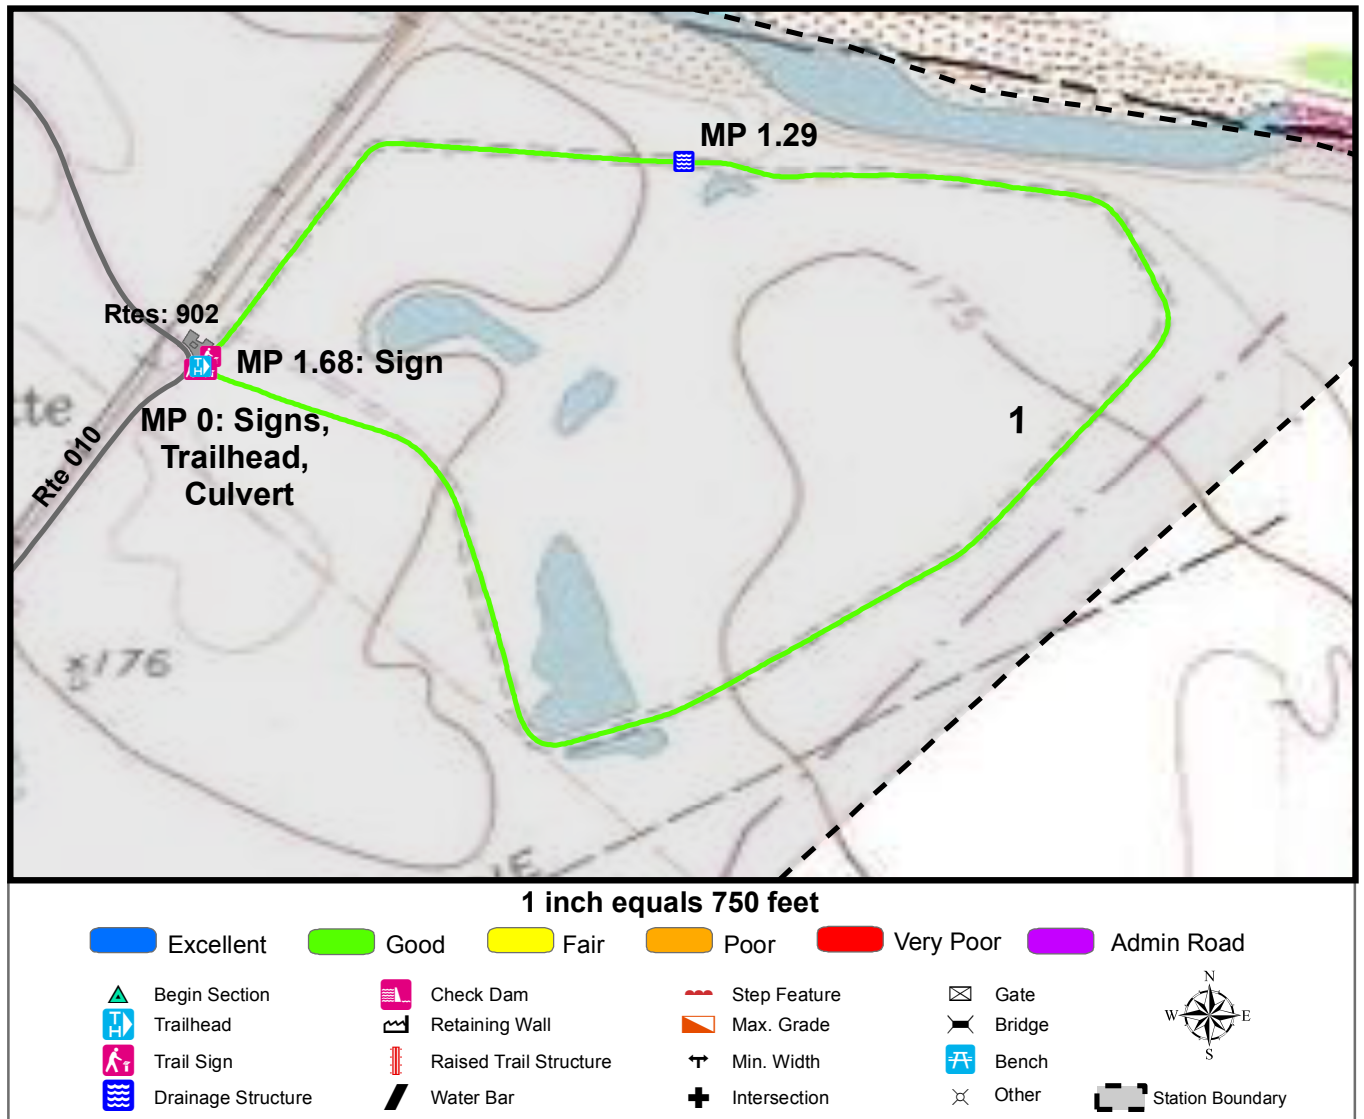 MP 1.29
175
Rtes: 902
MP 1.68: Sign
tte
MP 0: Signs,
Trailhead,
Culvert
Rte 010
1
x176
E
1 inch equals 750 feet
Excellent
Good
Fair
Poor
Very Poor
Admin Road
Begin Section
Check Dam
Step Feature
Gate
N
W
E
S
TH
Trailhead
Retaining Wall
Max. Grade
Bridge
Trail Sign
Raised Trail Structure
Min. Width
Bench
Drainage Structure
Water Bar
Intersection
Other
Station Boundary